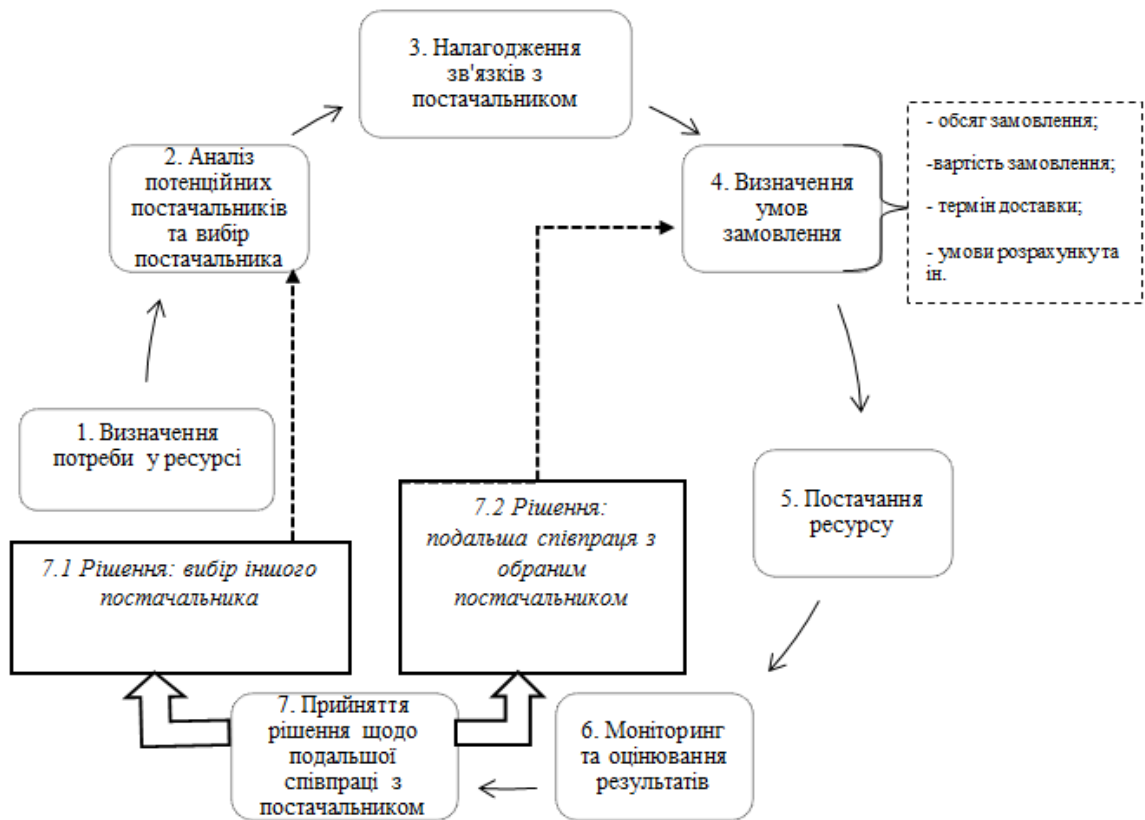 3. Налагодження
зв'язків з
постачальником
2. Аналіз
потенційних
постачальників
та вибір
постачальника
4. Визначення
умов
замовлення
- обсяг замовлення;
-вартість замовлення;
- термін доставки;
- умови розрахунку та
ін.
1. Визначення
потреби у ресурсі
5. Постачання
ресурсу
7.1 Рішення: вибір іншого
постачальника
7.2 Рішення:
подальша співпраця з
обраним
постачальником
7. Прийняття
рішення щодо
подальшої
співпраці з
постачальником
6. Моніторинг
та оцінювання
результатів